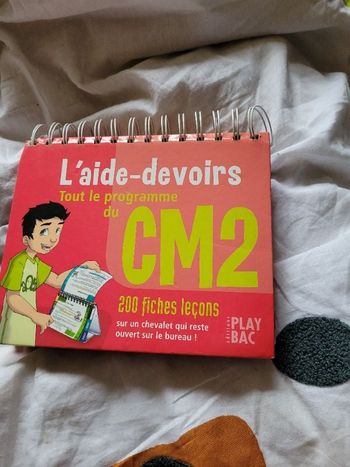 L'aide-devoirs
Tout le programme
du
CM2
200 fiches leçons
sur un chevalet qui reste
ouvert sur le bureau !
éditions
PLAY
BAC